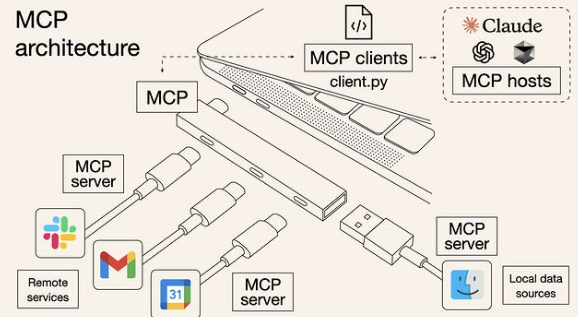 MCP
architecture
Claude
MCP clients
client.py
MCP hosts
MCP
MCP
server
MCP
server
Remote
services
31
MCP
server
Local data
sources